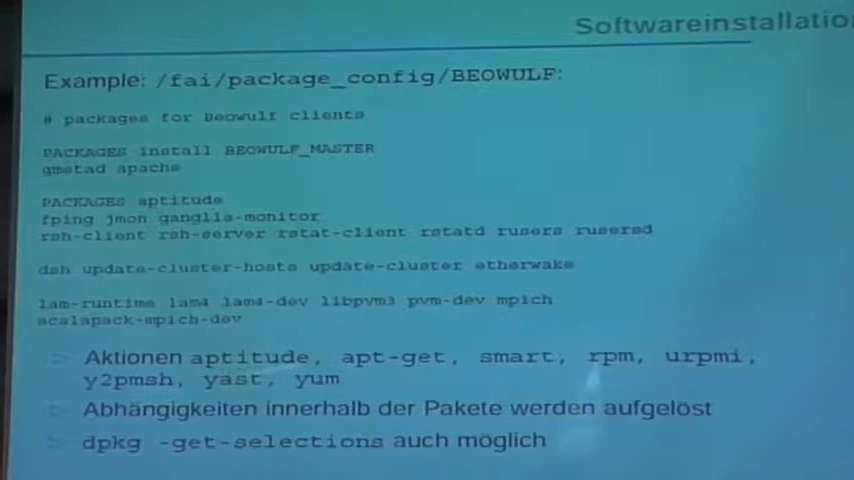 Softwareinstallatio
Example: /fai/package_config/BEOWULF:
# packages for Beowulf clients
PACKAGES install BEOWULF_MASTER
gmetad apache
PACKAGES aptitude
fping jmon ganglia-monitor
rsh-client rsh-server rstat-client rstatd rusers rusersd
dsh update-cluster-hosts update-cluster etherwake
lam-runtime lam4 lam4-dev libpvm3 pvm-dev mpich
scalapack-mpich-dev
Aktionen aptitude, apt-get, smart, rpm, urpmi,
y2pmsh, yast, yum
Abhängigkeiten innerhalb der Pakete werden aufgelöst
dpkg -get-selections auch möglich